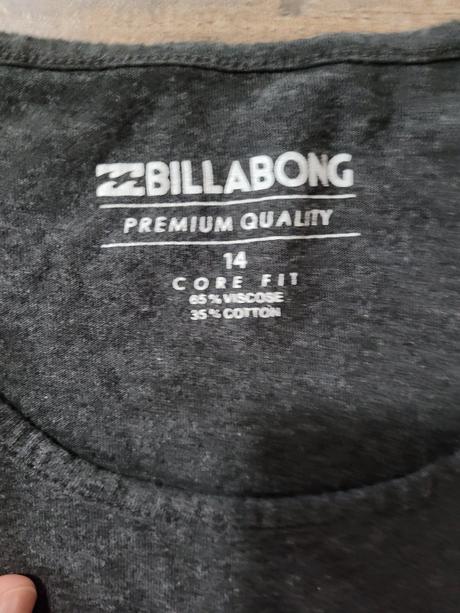 BILLABONG
PREMIUM QUALITY
14
CORE FIT
65% VISCOSE
35% COTTON